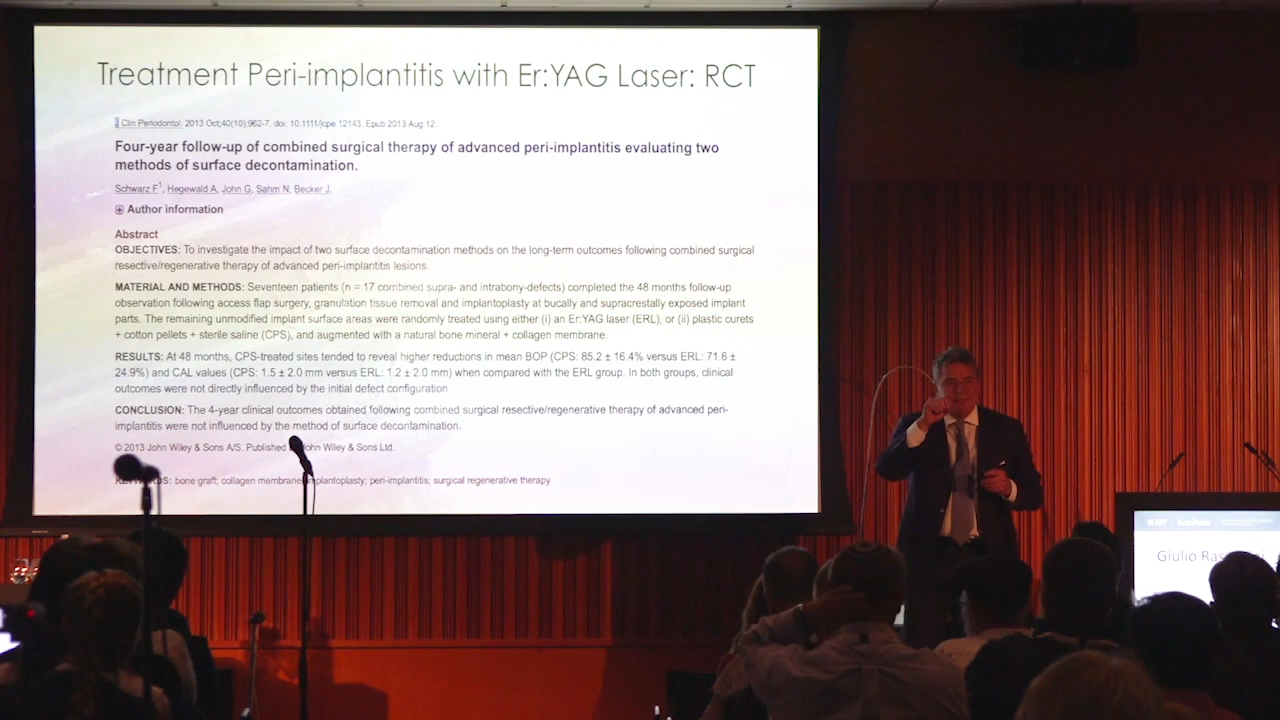 Treatment Peri-implantitis with Er:YAG Laser: RCT
J Clin Periodontol. 2013 Oct;40(10):962-7. doi: 10.1111/jcpe.12143. Epub 2013 Aug 12.
Four-year follow-up of combined surgical therapy of advanced peri-implantitis evaluating two
methods of surface decontamination.
Schwarz F1, Hegewald A, John G, Sahm N, Becker J.
Author information
Abstract
OBJECTIVES: To investigate the impact of two surface decontamination methods on the long-term outcomes following combined surgical
resective/regenerative therapy of advanced peri-implantitis lesions.
MATERIAL AND METHODS: Seventeen patients (n = 17 combined supra- and intrabony-defects) completed the 48 months follow-up
observation following access flap surgery, granulation tissue removal and implantoplasty at bucally and supracrestally exposed implant
parts. The remaining unmodified implant surface areas were randomly treated using either (i) an Er:YAG laser (ERL), or (ii) plastic curets
+ cotton pellets + sterile saline (CPS), and augmented with a natural bone mineral + collagen membrane.
RESULTS: At 48 months, CPS-treated sites tended to reveal higher reductions in mean BOP (CPS: 85.2 ± 16.4% versus ERL: 71.6 ±
24.9%) and CAL values (CPS: 1.5 ± 2.0 mm versus ERL: 1.2 ± 2.0 mm) when compared with the ERL group. In both groups, clinical
outcomes were not directly influenced by the initial defect configuration.
CONCLUSION: The 4-year clinical outcomes obtained following combined surgical resective/regenerative therapy of advanced peri-
implantitis were not influenced by the method of surface decontamination.
© 2013 John Wiley & Sons A/S. Published John Wiley & Sons Ltd.
bone graft; collagen membrane; implantoplasty; peri-implantitis; surgical regenerative therapy
Giulio